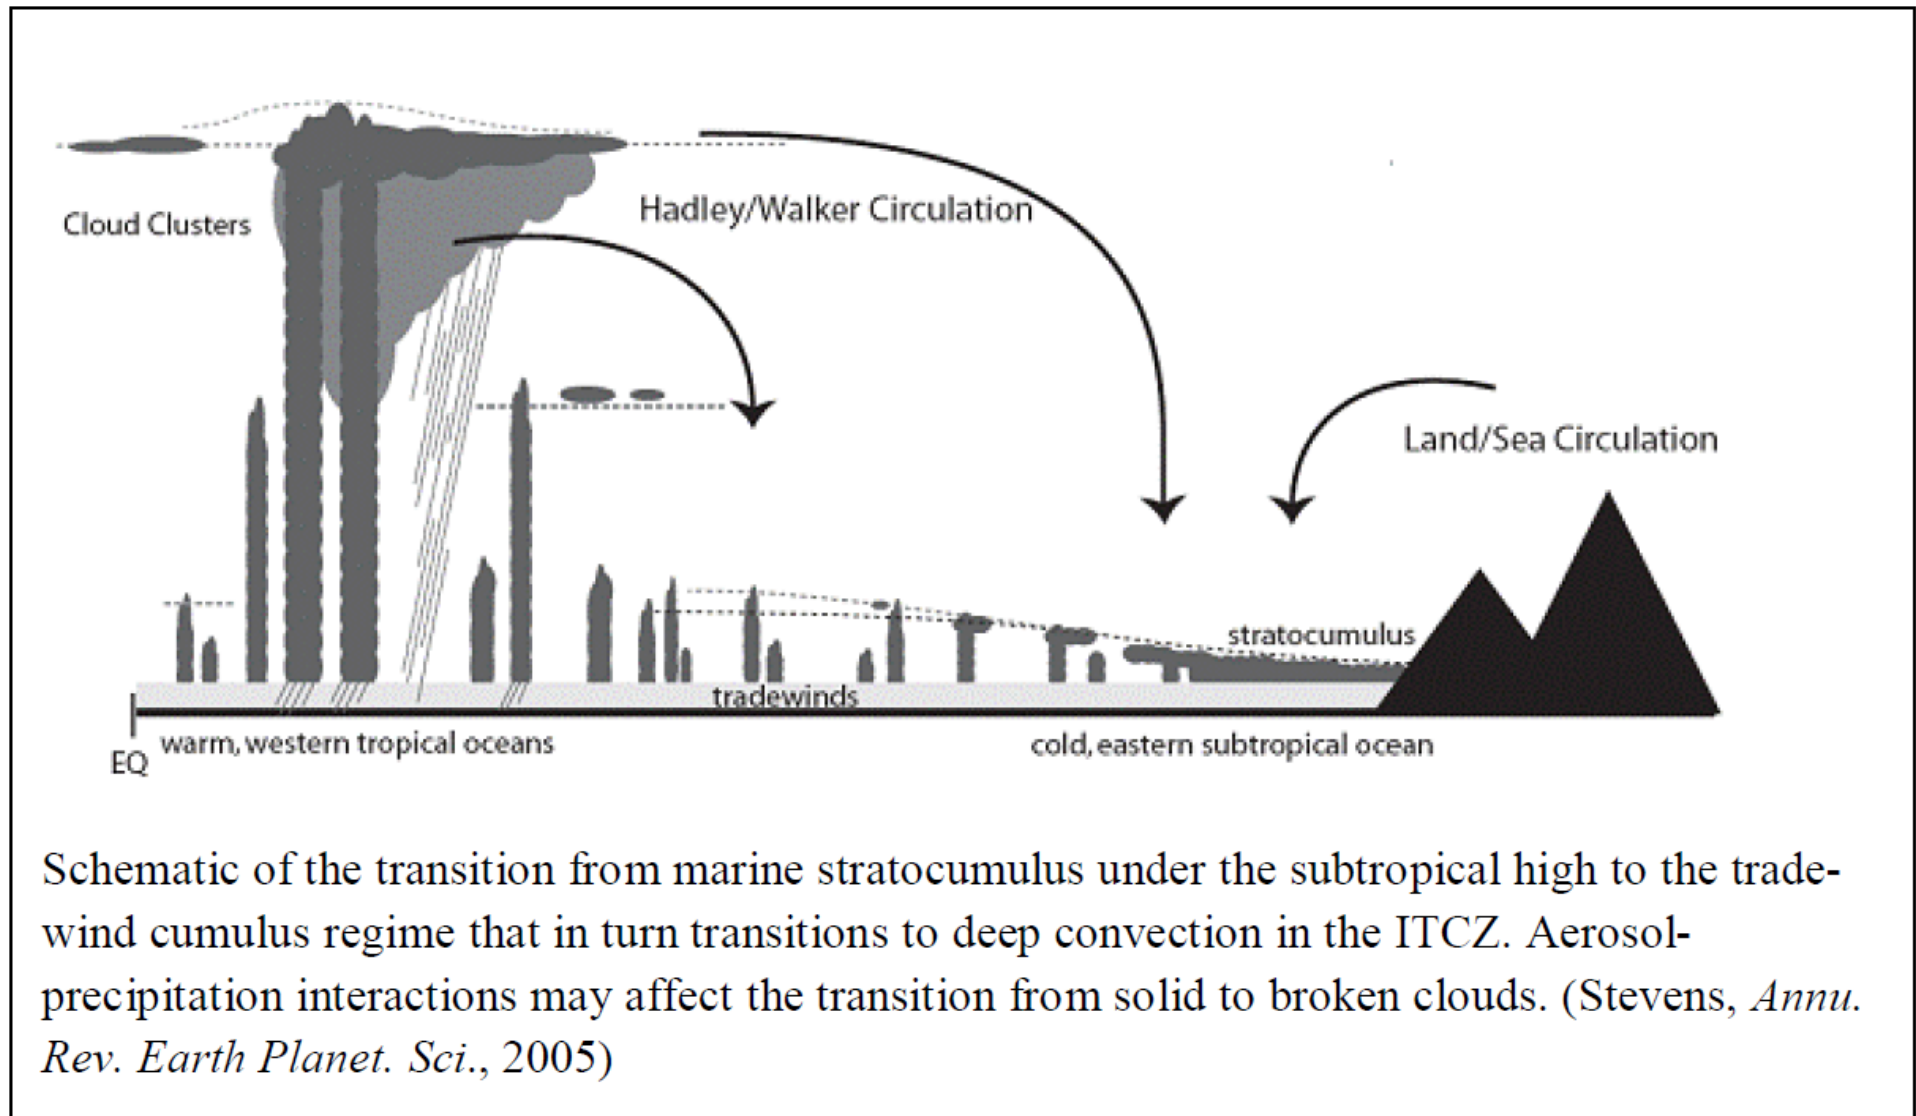 Cloud Clusters
Hadley/Walker Circulation
Land/Sea Circulation
stratocumulus
tradewinds
EQ
warm, western tropical oceans
cold, eastern subtropical ocean
Schematic of the transition from marine stratocumulus under the subtropical high to the trade-
wind cumulus regime that in turn transitions to deep convection in the ITCZ. Aerosol-
precipitation interactions may affect the transition from solid to broken clouds. (Stevens, Annu.
Rev. Earth Planet. Sci., 2005)